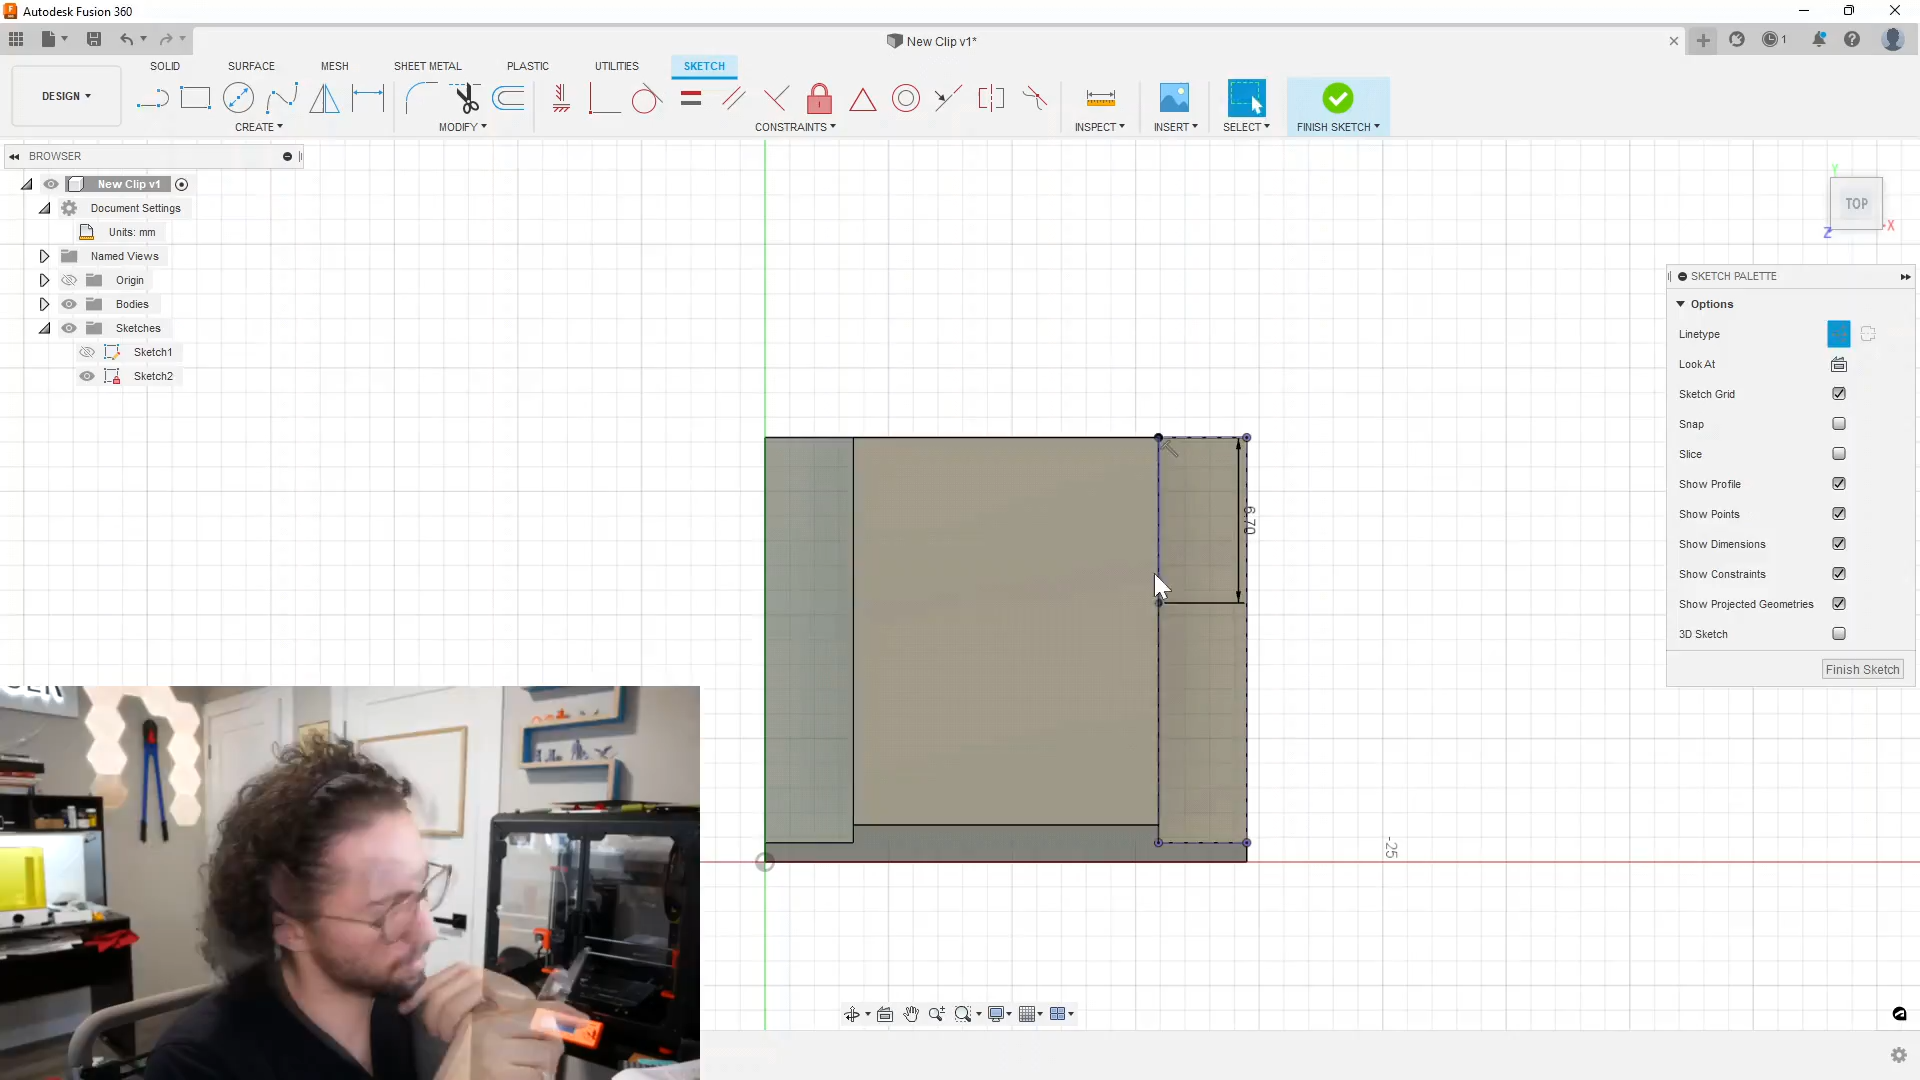 Autodesk Fusion 360
New Clip v1*
1
DESIGN
SOLID
SURFACE
MESH
SHEET METAL
PLASTIC
UTILITIES
SKETCH
CREATE
MODIFY
CONSTRAINTS
INSPECT
INSERT
SELECT
FINISH SKETCH
BROWSER
New Clip v1
Document Settings
Units: mm
Named Views
Origin
Bodies
Sketches
Sketch1
Sketch2
Y
TOP
X
Z
SKETCH PALETTE
Options
Linetype
Look At
Sketch Grid
Snap
Slice
Show Profile
Show Points
Show Dimensions
Show Constraints
Show Projected Geometries
3D Sketch
Finish Sketch
6.70
-25